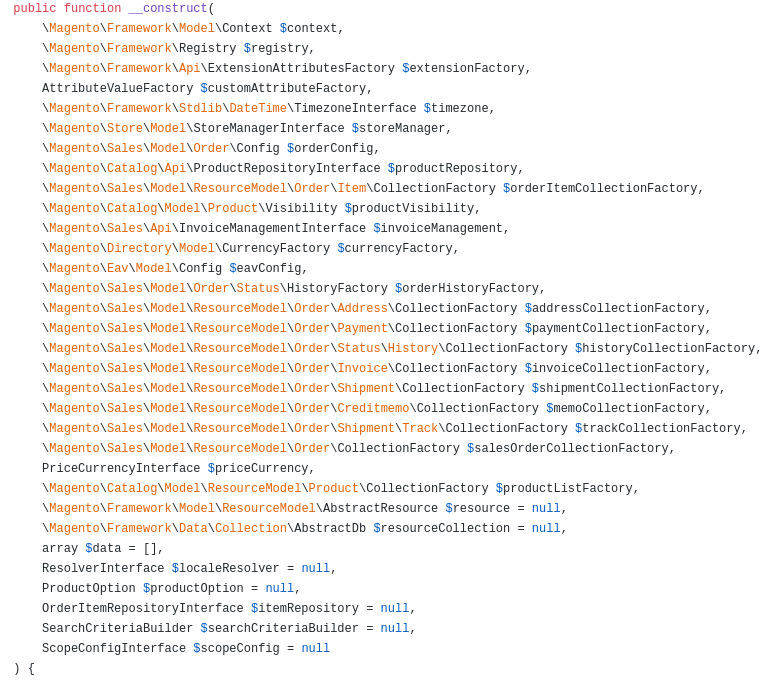 public function __construct(
    \Magento\Framework\Model\Context $context,
    \Magento\Framework\Registry $registry,
    \Magento\Framework\Api\ExtensionAttributesFactory $extensionFactory,
    AttributeValueFactory $customAttributeFactory,
    \Magento\Framework\Stdlib\DateTime\TimezoneInterface $timezone,
    \Magento\Store\Model\StoreManagerInterface $storeManager,
    \Magento\Sales\Model\Order\Config $orderConfig,
    \Magento\Catalog\Api\ProductRepositoryInterface $productRepository,
    \Magento\Sales\Model\ResourceModel\Order\Item\CollectionFactory $orderItemCollectionFactory,
    \Magento\Catalog\Model\Product\Visibility $productVisibility,
    \Magento\Sales\Api\InvoiceManagementInterface $invoiceManagement,
    \Magento\Directory\Model\CurrencyFactory $currencyFactory,
    \Magento\Eav\Model\Config $eavConfig,
    \Magento\Sales\Model\Order\Status\HistoryFactory $orderHistoryFactory,
    \Magento\Sales\Model\ResourceModel\Order\Address\CollectionFactory $addressCollectionFactory,
    \Magento\Sales\Model\ResourceModel\Order\Payment\CollectionFactory $paymentCollectionFactory,
    \Magento\Sales\Model\ResourceModel\Order\Status\History\CollectionFactory $historyCollectionFactory,
    \Magento\Sales\Model\ResourceModel\Order\Invoice\CollectionFactory $invoiceCollectionFactory,
    \Magento\Sales\Model\ResourceModel\Order\Shipment\CollectionFactory $shipmentCollectionFactory,
    \Magento\Sales\Model\ResourceModel\Order\Creditmemo\CollectionFactory $memoCollectionFactory,
    \Magento\Sales\Model\ResourceModel\Order\Shipment\Track\CollectionFactory $trackCollectionFactory,
    \Magento\Sales\Model\ResourceModel\Order\CollectionFactory $salesOrderCollectionFactory,
    PriceCurrencyInterface $priceCurrency,
    \Magento\Catalog\Model\ResourceModel\Product\CollectionFactory $productListFactory,
    \Magento\Framework\Model\ResourceModel\AbstractResource $resource = null,
    \Magento\Framework\Data\Collection\AbstractDb $resourceCollection = null,
    array $data = [],
    ResolverInterface $localeResolver = null,
    ProductOption $productOption = null,
    OrderItemRepositoryInterface $itemRepository = null,
    SearchCriteriaBuilder $searchCriteriaBuilder = null,
    ScopeConfigInterface $scopeConfig = null
) {